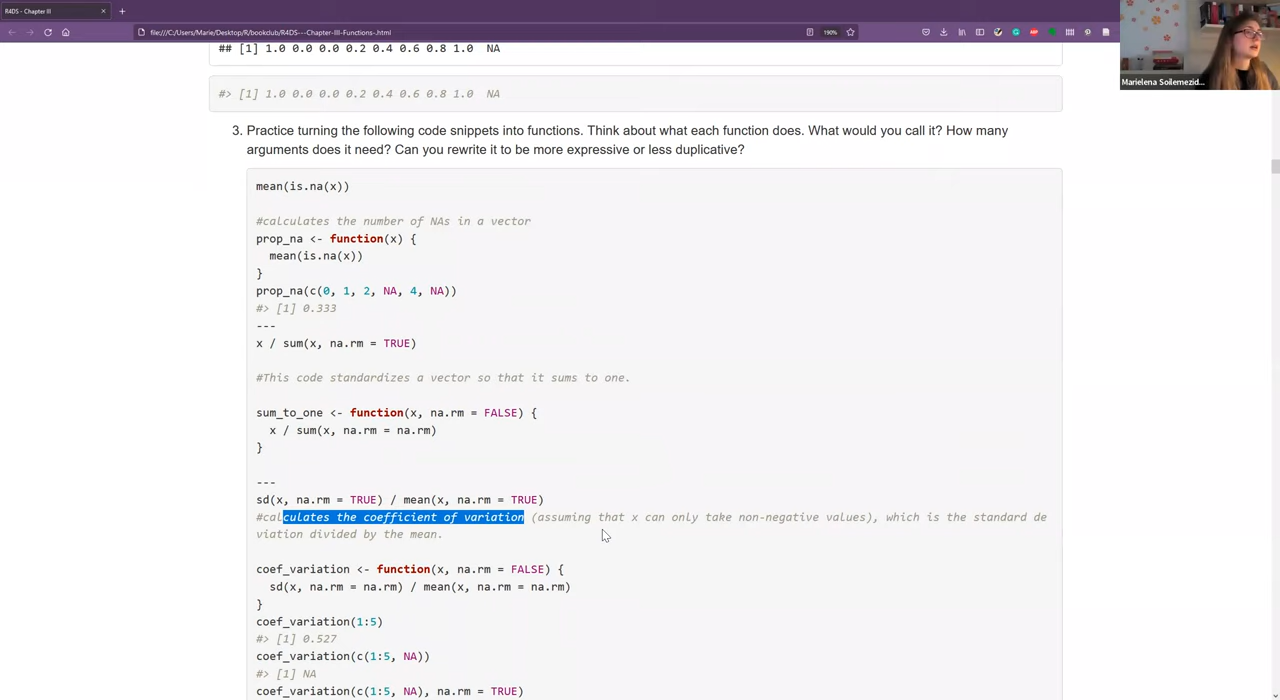 R4DS - Chapter III
file:///C:/Users/Marie/Desktop/R/bookclub/R4DS---Chapter-III-Functions-.html
190%
Marielena Soilemezid...
## [1] 1.0 0.0 0.0 0.2 0.4 0.6 0.8 1.0  NA
#> [1] 1.0 0.0 0.0 0.2 0.4 0.6 0.8 1.0  NA
3. Practice turning the following code snippets into functions. Think about what each function does. What would you call it? How many
arguments does it need? Can you rewrite it to be more expressive or less duplicative?
mean(is.na(x))
#calculates the number of NAs in a vector
prop_na <- function(x) {
  mean(is.na(x))
}
prop_na(c(0, 1, 2, NA, 4, NA))
#> [1] 0.333
---
x / sum(x, na.rm = TRUE)
#This code standardizes a vector so that it sums to one.
sum_to_one <- function(x, na.rm = FALSE) {
  x / sum(x, na.rm = na.rm)
}
---
sd(x, na.rm = TRUE) / mean(x, na.rm = TRUE)
#calculates the coefficient of variation (assuming that x can only take non-negative values), which is the standard de
viation divided by the mean.
coef_variation <- function(x, na.rm = FALSE) {
  sd(x, na.rm = na.rm) / mean(x, na.rm = na.rm)
}
coef_variation(1:5)
#> [1] 0.527
coef_variation(c(1:5, NA))
#> [1] NA
coef_variation(c(1:5, NA), na.rm = TRUE)